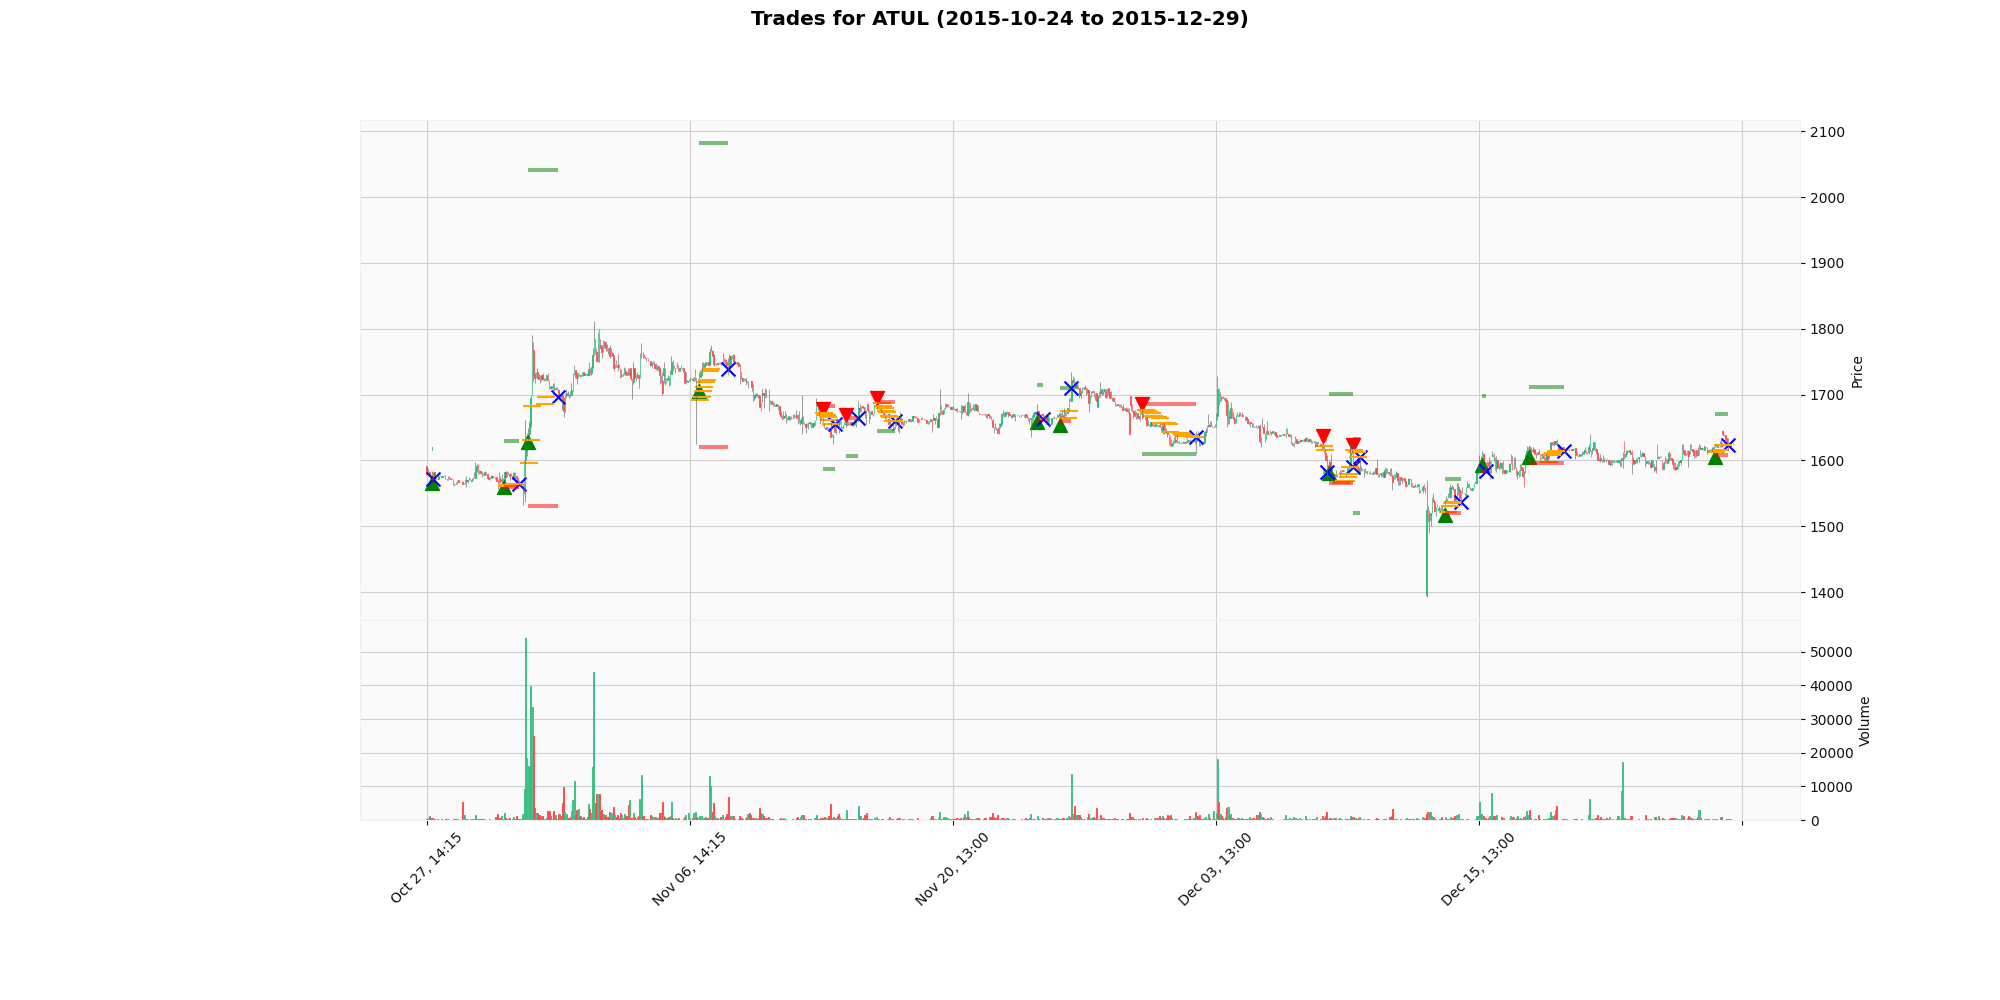 Trades for ATUL (2015-10-24 to 2015-12-29)
2100
2000
1900
1800
1700
1600
1500
1400
Price
50000
40000
30000
20000
10000
0
Volume
Oct 27, 14:15
Nov 06, 14:15
Nov 20, 13:00
Dec 03, 13:00
Dec 15, 13:00